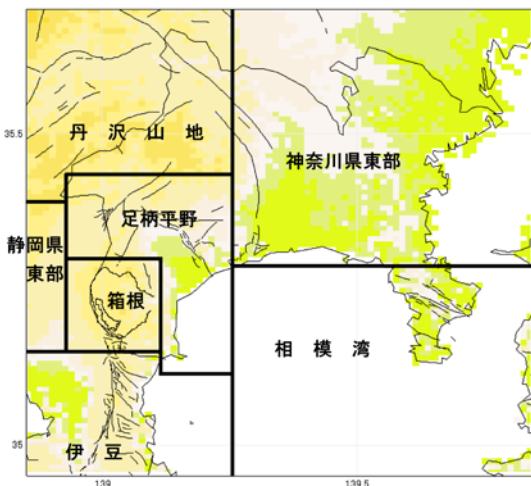 35.5
丹沢山地
神奈川県東部
足柄平野
静岡県
東部
箱根
相模湾
35
伊豆
139
139.5